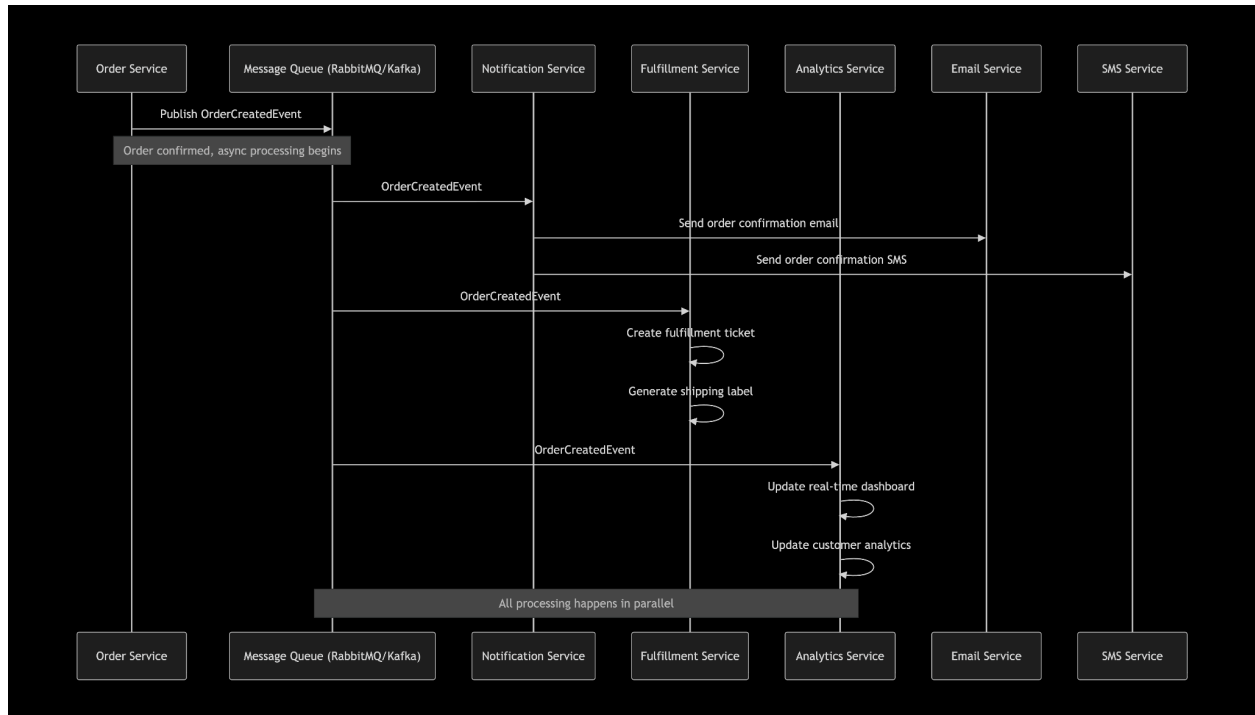 Order Service
Message Queue (RabbitMQ/Kafka)
Notification Service
Fulfillment Service
Analytics Service
Email Service
SMS Service
Publish OrderCreatedEvent
Order confirmed, async processing begins
OrderCreatedEvent
Send order confirmation email
Send order confirmation SMS
OrderCreatedEvent
Create fulfillment ticket
Generate shipping label
OrderCreatedEvent
Update real-time dashboard
Update customer analytics
All processing happens in parallel
Order Service
Message Queue (RabbitMQ/Kafka)
Notification Service
Fulfillment Service
Analytics Service
Email Service
SMS Service